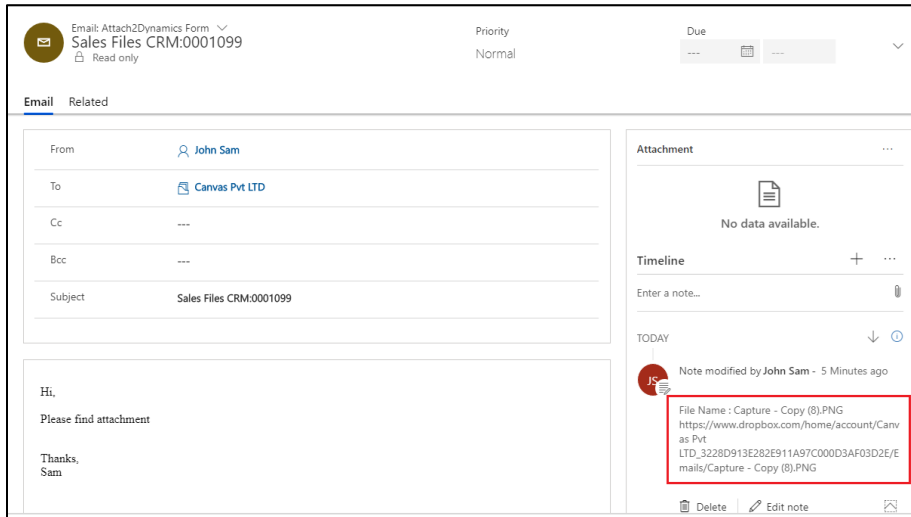 Email: Attach2Dynamics Form
Sales Files CRM:0001099
Read only
Priority
Normal
Due
---
---
Email
Related
From
John Sam
To
Canvas Pvt LTD
Cc
---
Bcc
---
Subject
Sales Files CRM:0001099
Hi,
Please find attachment
Thanks,
Sam
Attachment
...
No data available.
Timeline
...
Enter a note...
TODAY
JS
Note modified by John Sam - 5 Minutes ago
File Name : Capture - Copy (8).PNG
https://www.dropbox.com/home/account/Canv
as Pvt
LTD_3228D913E282E911A97C000D3AF03D2E/E
mails/Capture - Copy (8).PNG
Delete
Edit note